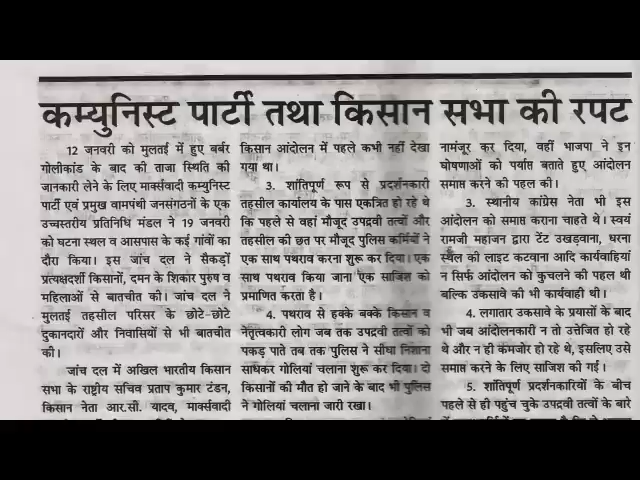 कम्युनिस्ट पार्टी तथा किसान सभा की रपट
12 जनवरी को मुलताई में हुए बर्बर
गोलीकांड के बाद की ताजा स्थिति की
जानकारी लेने के लिए मार्क्सवादी कम्युनिस्ट
पार्टी एवं प्रमुख वामपंथी जनसंगठनों के एक
उच्चस्तरीय प्रतिनिधि मंडल ने 19 जनवरी
को घटना स्थल व आसपास के कई गांवों का
दौरा किया। इस जांच दल ने सैकड़ों
प्रत्यक्षदर्शी किसानों, दमन के शिकार पुरुष व
महिलाओं से बातचीत की। जांच दल ने
मुलताई तहसील परिसर के छोटे-छोटे
दुकानदारों और निवासियों से भी बातचीत
की।
जांच दल में अखिल भारतीय किसान
सभा के राष्ट्रीय सचिव प्रताप कुमार टंडन,
किसान नेता आर.सी. यादव, मार्क्सवादी
किसान आंदोलन में पहले कभी नहीं देखा
गया था।
3. शांतिपूर्ण रूप से प्रदर्शनकारी
तहसील कार्यालय के पास एकत्रित हो रहे थे
कि पहले से वहां मौजूद उपद्रवी तत्वों और
तहसील की छत पर मौजूद पुलिस कर्मियों ने
एक साथ पथराव करना शुरू कर दिया। एक
साथ पथराव किया जाना एक साजिश को
प्रमाणित करता है।
4. पथराव से हक्के बक्के किसान व
नेतृत्वकारी लोग जब तक उपद्रवी तत्वों को
पकड़ पाते तब तक पुलिस ने सीधा निशाना
साधकर गोलियां चलाना शुरू कर दिया। दो
किसानों की मौत हो जाने के बाद भी पुलिस
ने गोलियां चलाना जारी रखा।
नामंजूर कर दिया, वहीं भाजपा ने इन
घोषणाओं को पर्याप्त बताते हुए आंदोलन
समाप्त करने की पहल की।
3. स्थानीय कांग्रेस नेता भी इस
आंदोलन को समाप्त कराना चाहते थे। स्वयं
रामजी महाजन द्वारा टेंट उखड़वाना, धरना
स्थल की लाइट कटवाना आदि कार्यवाहियां
न सिर्फ आंदोलन को कुचलने की पहल थी
बल्कि उकसावे की भी कार्यवाही थी।
4. लगातार उकसावे के प्रयासों के बाद
भी जब आंदोलनकारी न तो उत्तेजित हो रहे
थे और न ही कमजोर हो रहे थे, इसलिए उसे
समाप्त करने के लिए साजिश की गई।
5. शांतिपूर्ण प्रदर्शनकारियों के बीच
पहले से ही पहुंच चुके उपद्रवी तत्वों के बारे